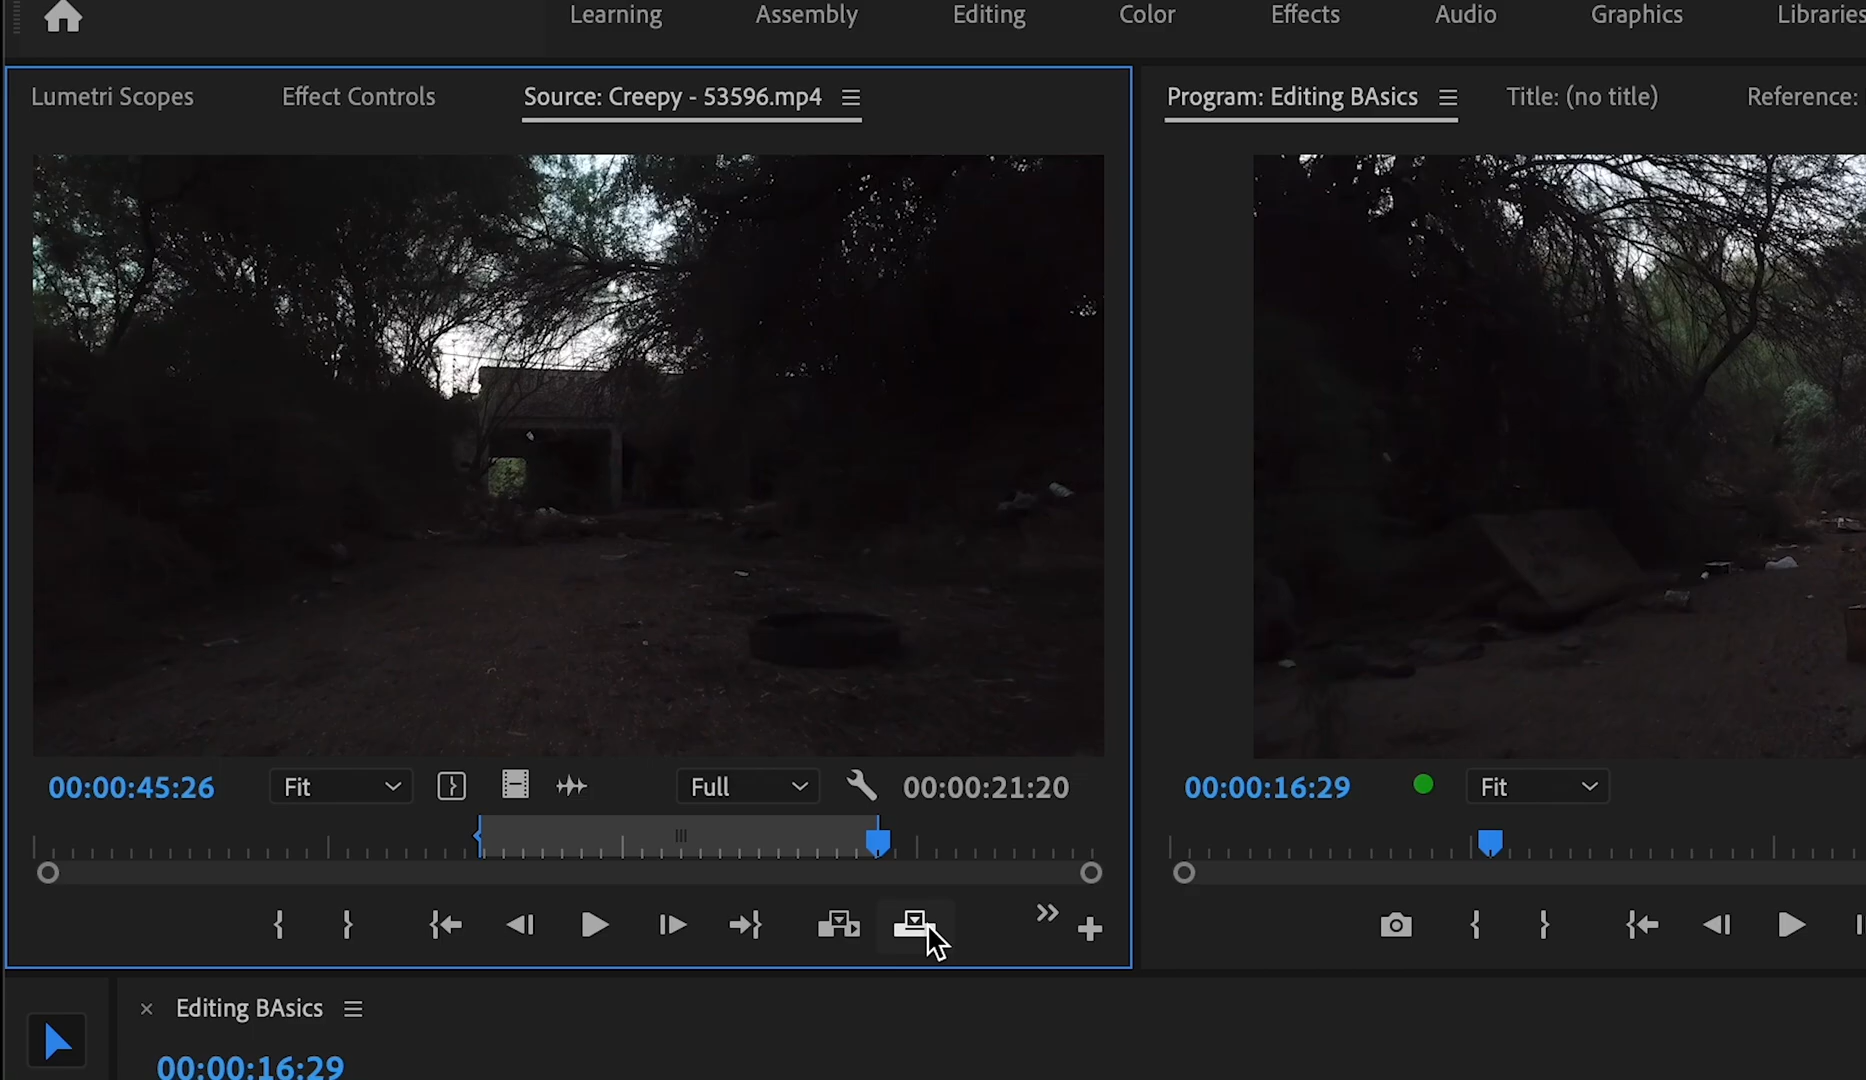 Learning Assembly Editing Color Effects Audio Graphics Libraries
Lumetri Scopes Effect Controls Source: Creepy - 53596.mp4 Program: Editing BAsics Title: (no title) Reference:
00:00:45:26 Fit Full 00:00:21:20 00:00:16:29 Fit
Editing BAsics
00:00:16:29